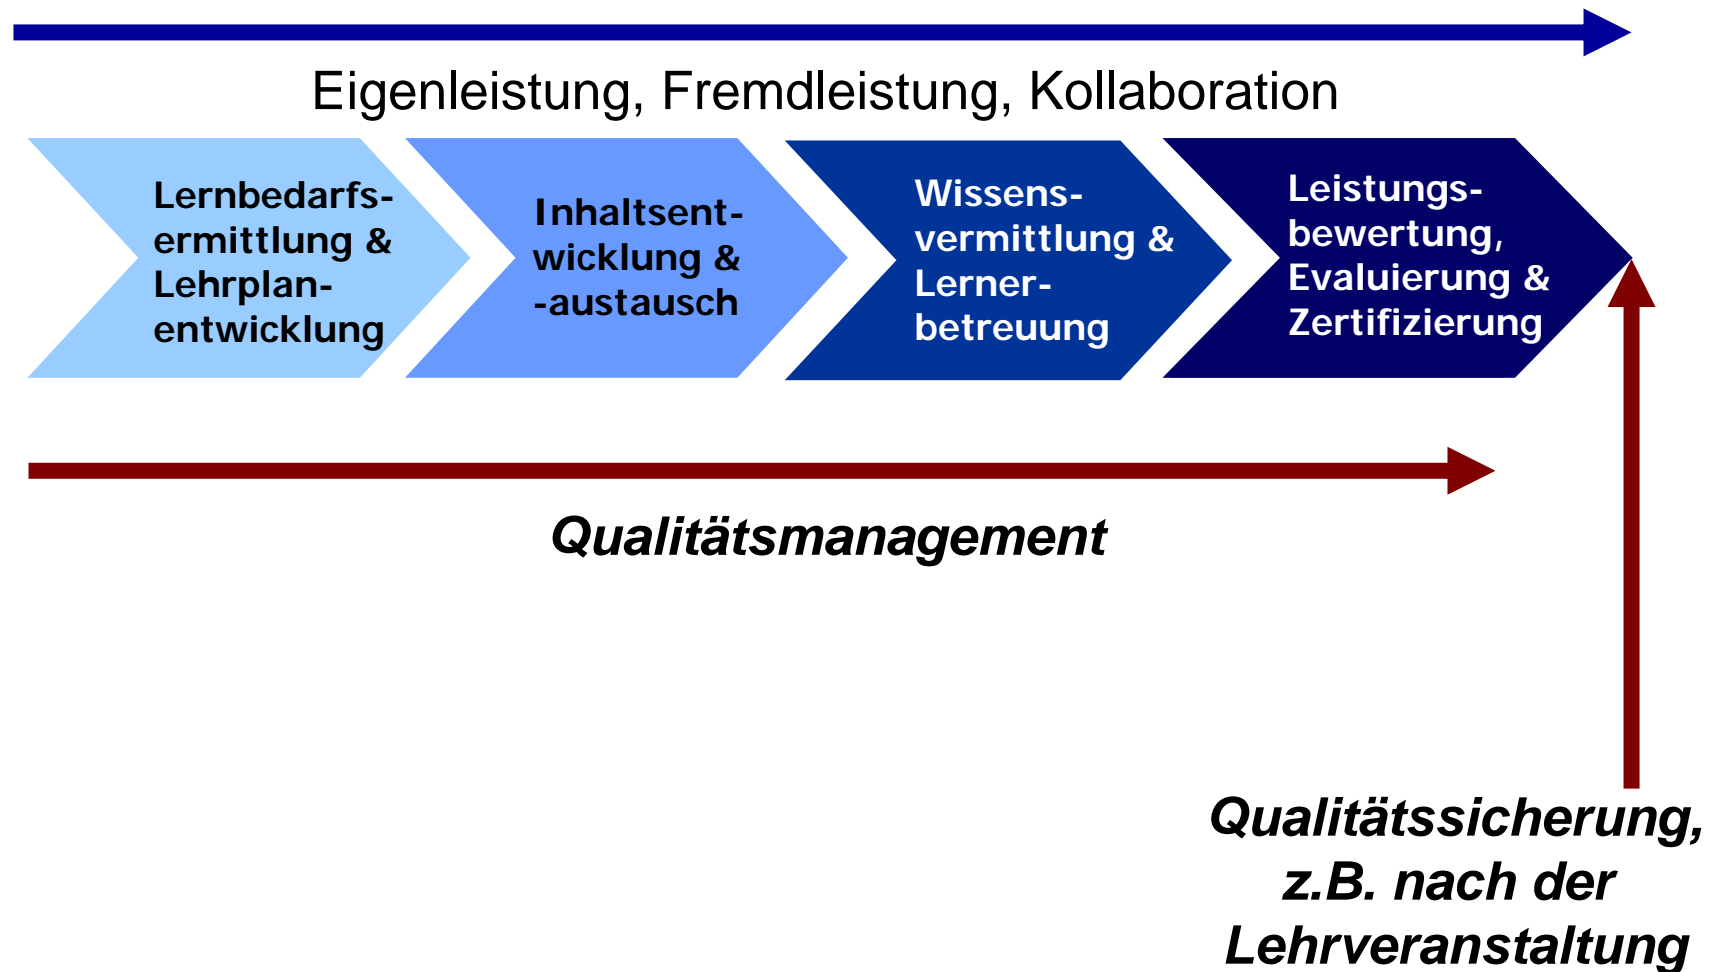 Eigenleistung, Fremdleistung, Kollaboration
Lernbedarfs-
ermittlung &
Lehrplan-
entwicklung
Inhaltsent-
wicklung &
-austausch
Wissens-
vermittlung &
Lerner-
betreuung
Leistungs-
bewertung,
Evaluierung &
Zertifizierung
Qualitätsmanagement
Qualitätssicherung,
z.B. nach der
Lehrveranstaltung